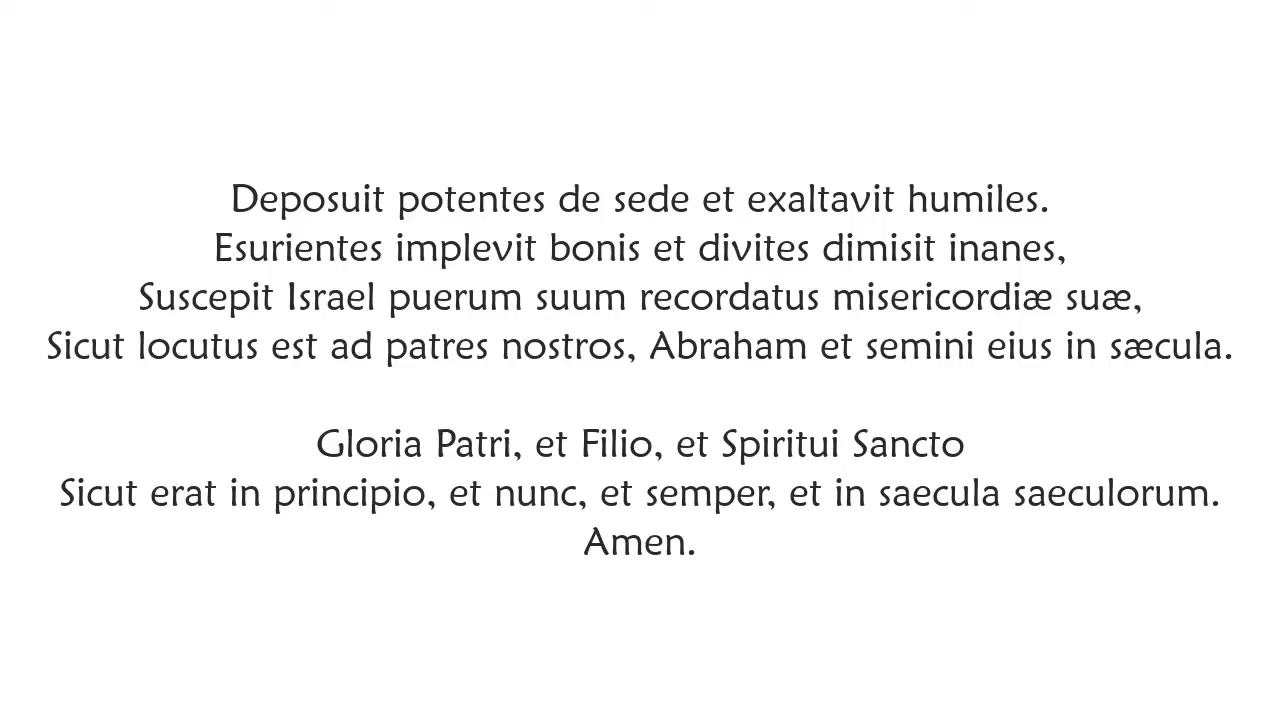 Deposuit potentes de sede et exaltavit humiles.
Esurientes implevit bonis et divites dimisit inanes,
Suscepit Israel puerum suum recordatus misericordiæ suæ,
Sicut locutus est ad patres nostros, Abraham et semini eius in sæcula.
Gloria Patri, et Filio, et Spiritui Sancto
Sicut erat in principio, et nunc, et semper, et in saecula saeculorum.
Amen.